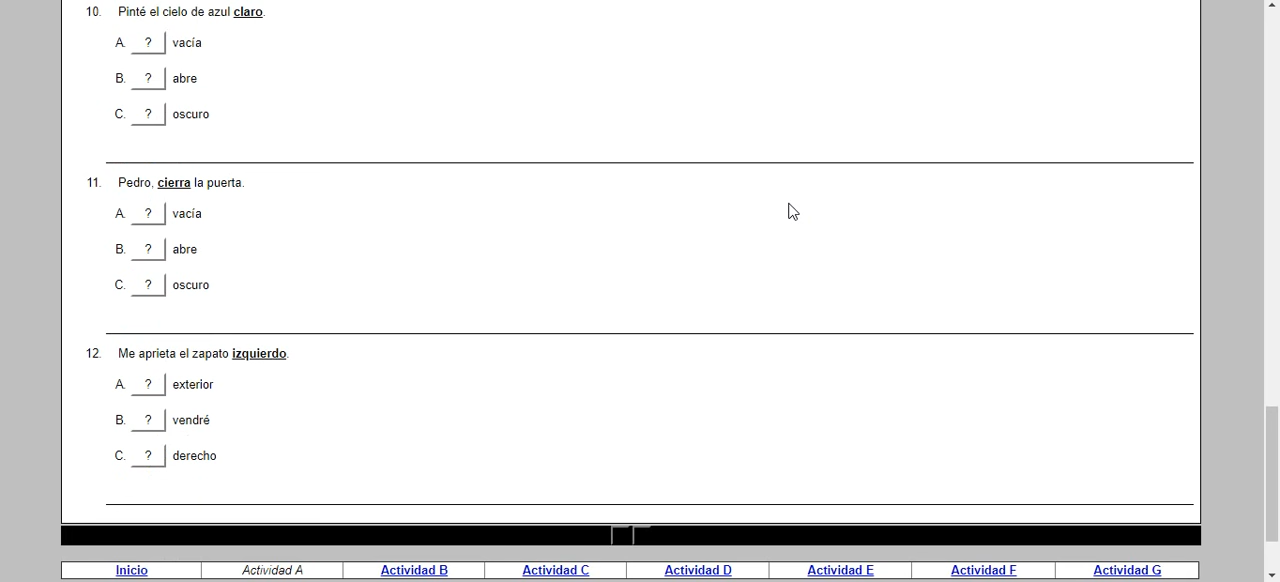 10. Pinté el cielo de azul claro.
A. ? vacía
B. ? abre
C. ? oscuro
11. Pedro, cierra la puerta.
A. ? vacía
B. ? abre
C. ? oscuro
12. Me aprieta el zapato izquierdo.
A. ? exterior
B. ? vendré
C. ? derecho
Inicio Actividad A Actividad B Actividad C Actividad D Actividad E Actividad F Actividad G